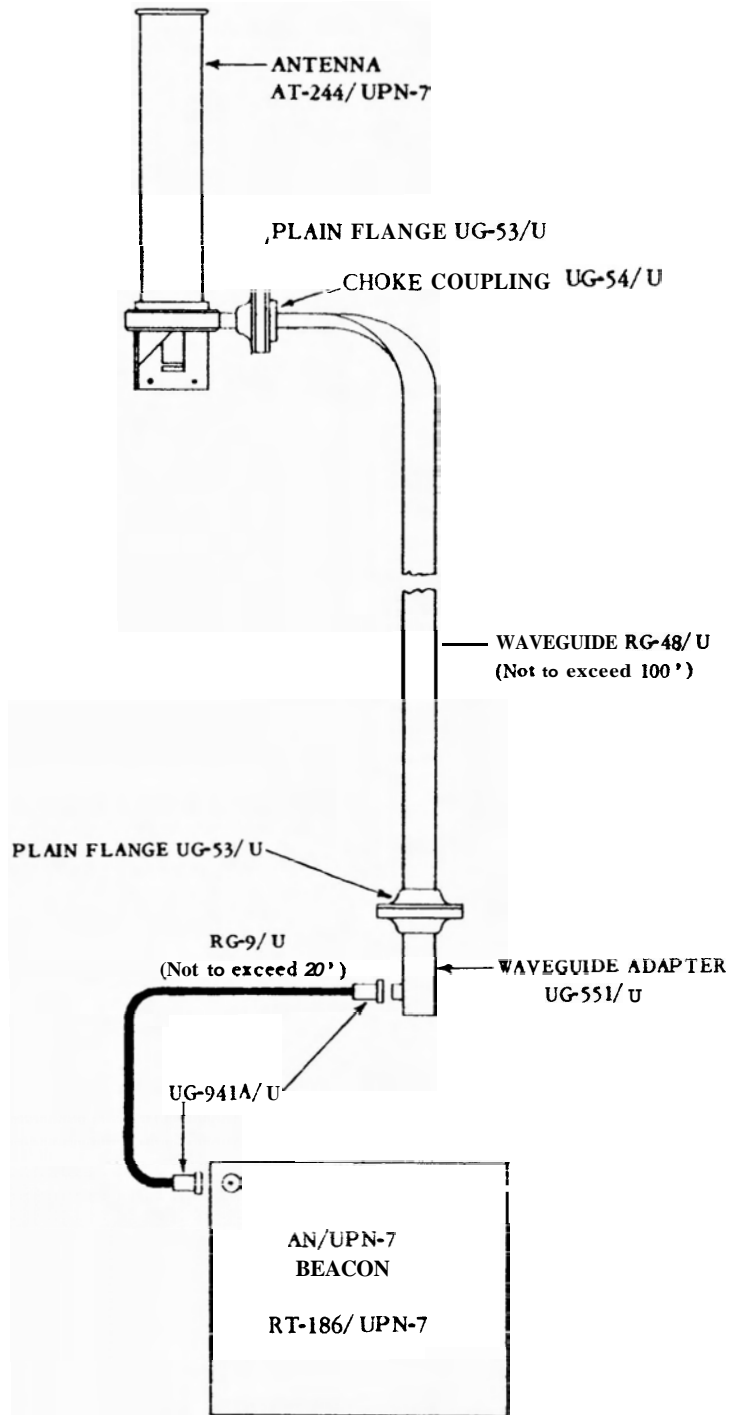 ANTENNA
AT-244/UPN-7
PLAIN FLANGE UG-53/U
CHOKE COUPLING UG-54/U
WAVEGUIDE RG-48/U
(Not to exceed 100')
PLAIN FLANGE UG-53/U
RG-9/U
(Not to exceed 20')
WAVEGUIDE ADAPTER
UG-551/U
UG-941A/U
AN/UPN-7
BEACON
RT-186/UPN-7